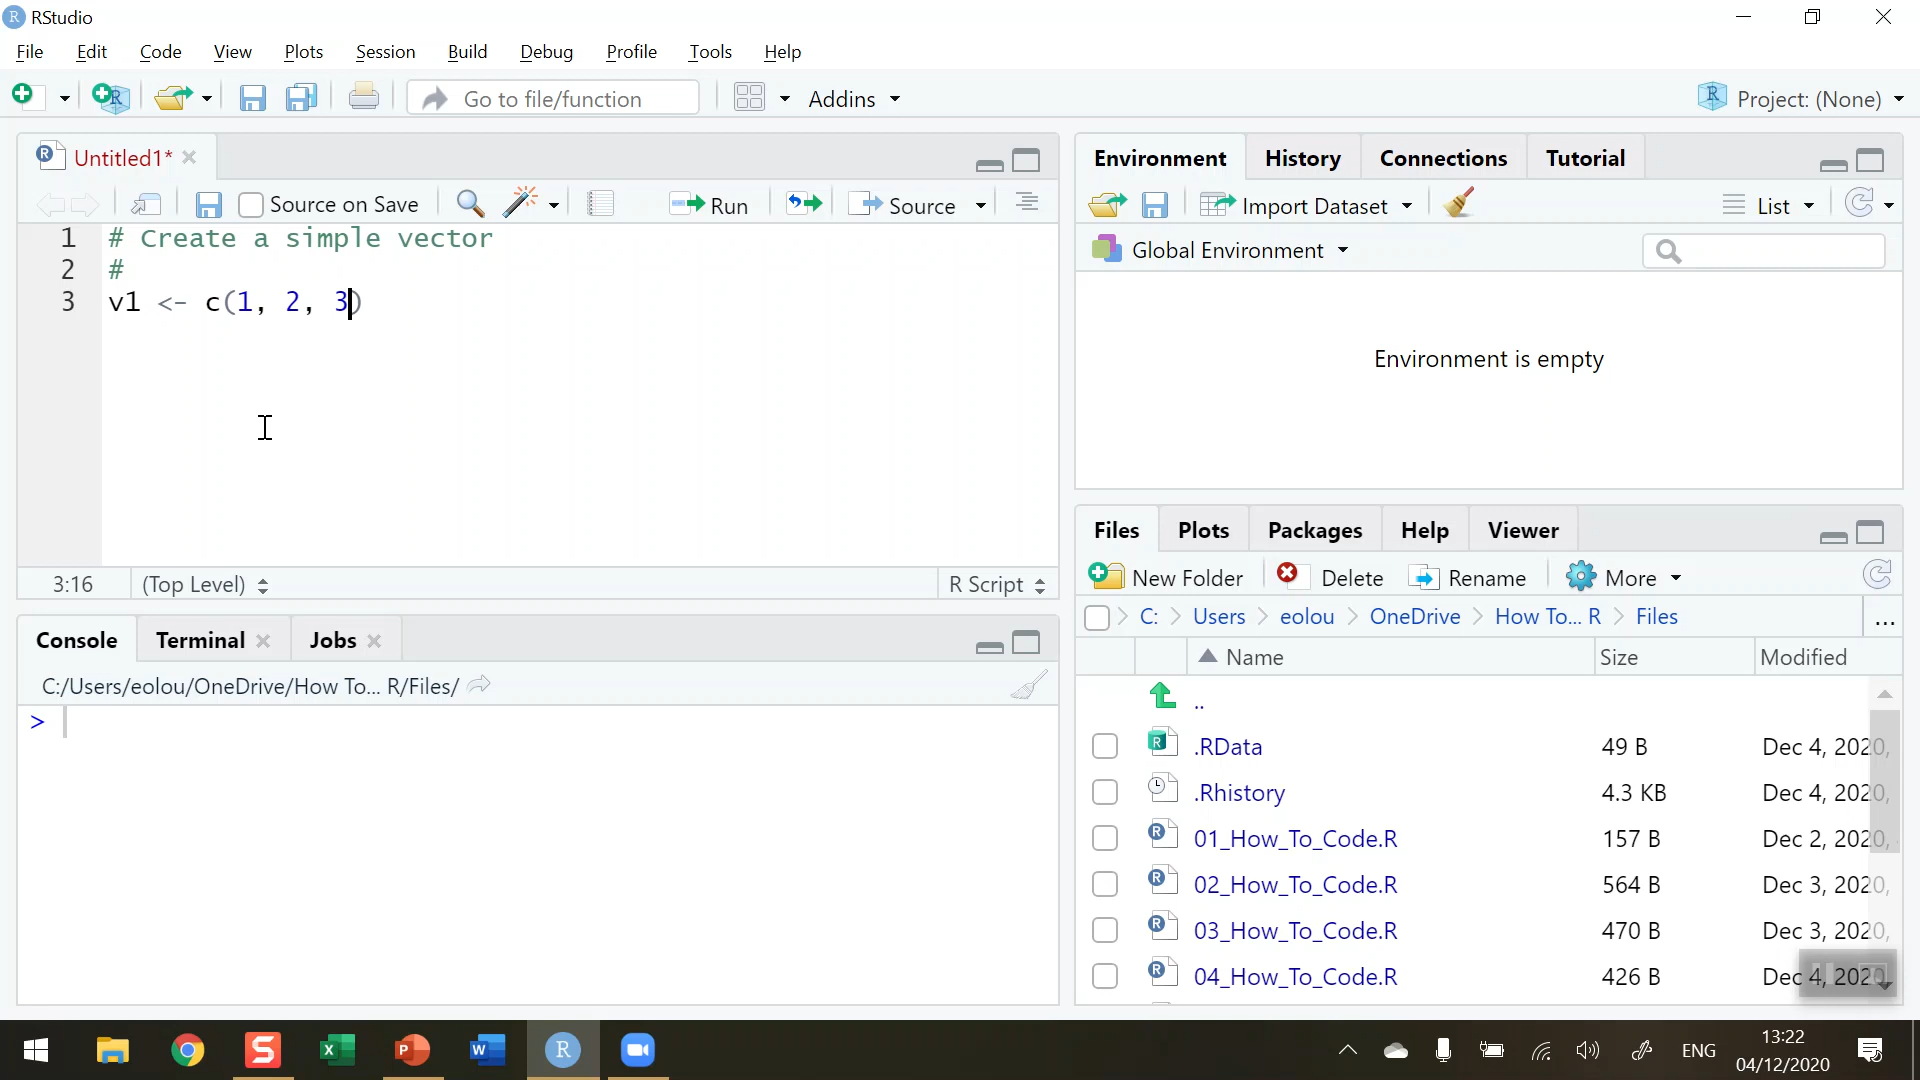 RStudio
File Edit Code View Plots Session Build Debug Profile Tools Help
Go to file/function Addins Project: (None)
Untitled1*
Source on Save Run Source
1 # Create a simple vector
2 #
3 v1 <- c(1, 2, 3)
3:16 (Top Level) R Script
Console Terminal Jobs
C:/Users/eolou/OneDrive/How To... R/Files/
>
Environment History Connections Tutorial
Import Dataset List
Global Environment
Environment is empty
Files Plots Packages Help Viewer
New Folder Delete Rename More
C: Users eolou OneDrive How To... R Files ...
Name Size Modified
..
.RData 49 B Dec 4, 2020,
.Rhistory 4.3 KB Dec 4, 2020,
01_How_To_Code.R 157 B Dec 2, 2020,
02_How_To_Code.R 564 B Dec 3, 2020,
03_How_To_Code.R 470 B Dec 3, 2020,
04_How_To_Code.R 426 B Dec 4, 2020,
ENG 13:22
04/12/2020